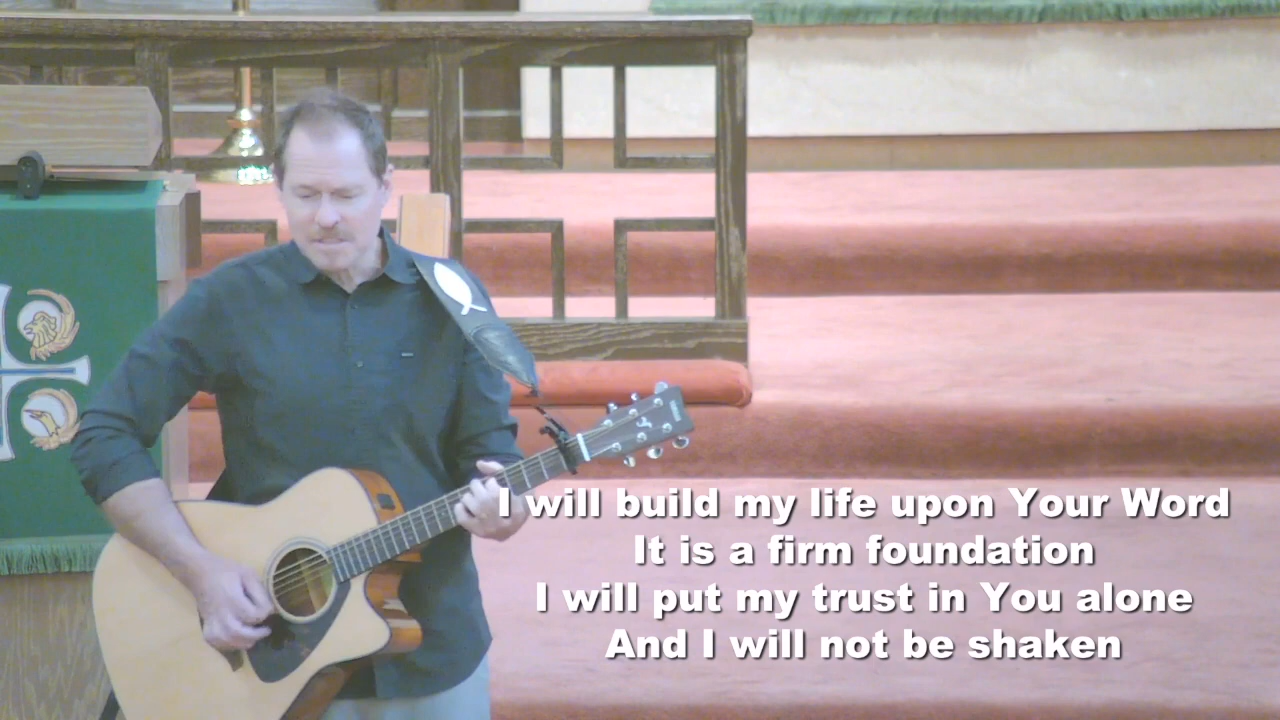 I will build my life upon Your Word
It is a firm foundation
I will put my trust in You alone
And I will not be shaken